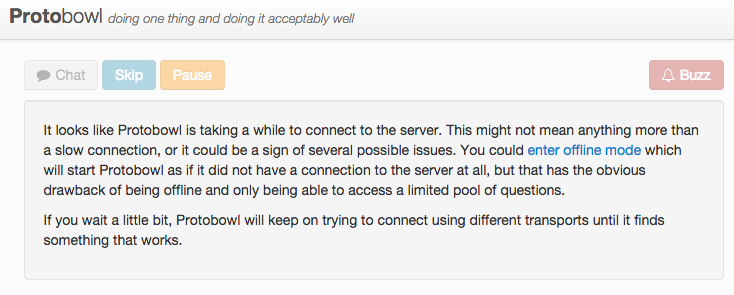 Protobowl doing one thing and doing it acceptably well
Chat Skip Pause Buzz
It looks like Protobowl is taking a while to connect to the server. This might not mean anything more than
a slow connection, or it could be a sign of several possible issues. You could enter offline mode which
will start Protobowl as if it did not have a connection to the server at all, but that has the obvious
drawback of being offline and only being able to access a limited pool of questions.
If you wait a little bit, Protobowl will keep on trying to connect using different transports until it finds
something that works.